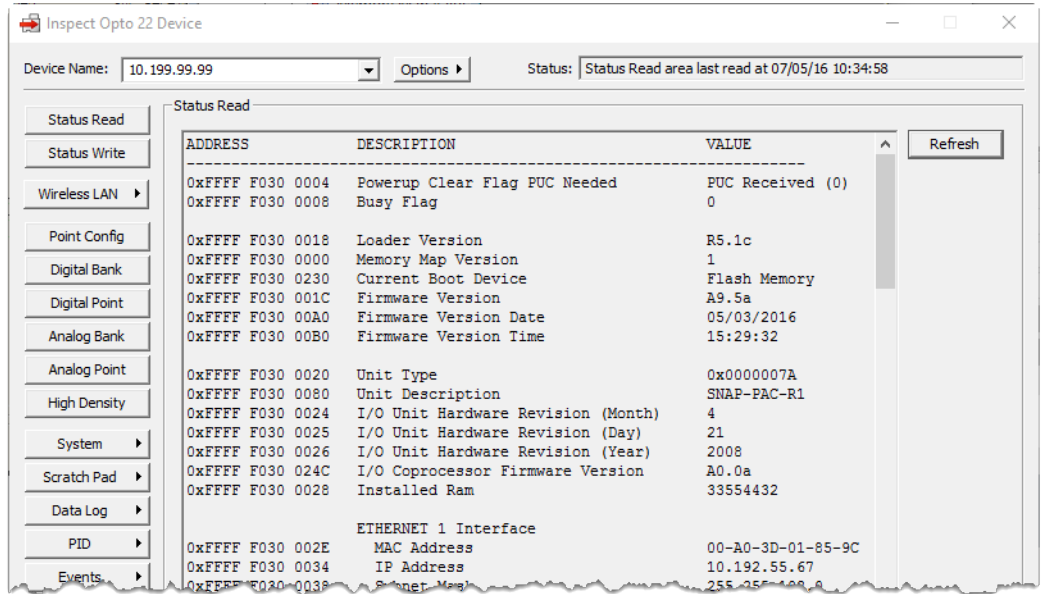 Inspect Opto 22 Device
Device Name: 10.199.99.99 Options Status: Status Read area last read at 07/05/16 10:34:58
Status Read
Status Write
Wireless LAN
Point Config
Digital Bank
Digital Point
Analog Bank
Analog Point
High Density
System
Scratch Pad
Data Log
PID
Events
Status Read
Refresh
ADDRESS DESCRIPTION VALUE
--------------------------------------------------------------------------
0xFFFF F030 0004 Powerup Clear Flag PUC Needed PUC Received (0)
0xFFFF F030 0008 Busy Flag 0
0xFFFF F030 0018 Loader Version R5.1c
0xFFFF F030 0000 Memory Map Version 1
0xFFFF F030 0230 Current Boot Device Flash Memory
0xFFFF F030 001C Firmware Version A9.5a
0xFFFF F030 00A0 Firmware Version Date 05/03/2016
0xFFFF F030 00B0 Firmware Version Time 15:29:32
0xFFFF F030 0020 Unit Type 0x0000007A
0xFFFF F030 0080 Unit Description SNAP-PAC-R1
0xFFFF F030 0024 I/O Unit Hardware Revision (Month) 4
0xFFFF F030 0025 I/O Unit Hardware Revision (Day) 21
0xFFFF F030 0026 I/O Unit Hardware Revision (Year) 2008
0xFFFF F030 024C I/O Coprocessor Firmware Version A0.0a
0xFFFF F030 0028 Installed Ram 33554432
ETHERNET 1 Interface
0xFFFF F030 002E MAC Address 00-A0-3D-01-85-9C
0xFFFF F030 0034 IP Address 10.192.55.67
0xFFFF F030 0038 Subnet Mask